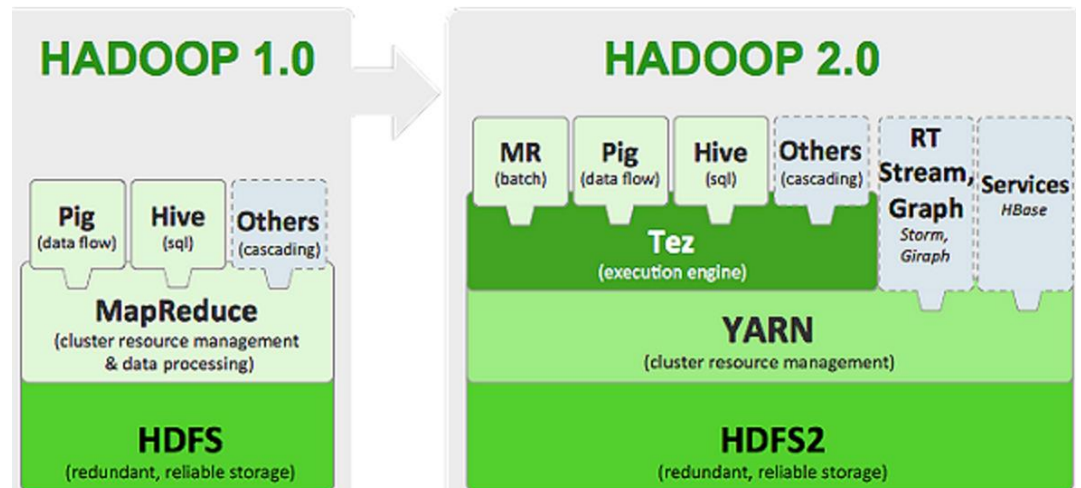 HADOOP 1.0
Pig
(data flow)
Hive
(sql)
Others
(cascading)
MapReduce
(cluster resource management
& data processing)
HDFS
(redundant, reliable storage)
HADOOP 2.0
MR
(batch)
Pig
(data flow)
Hive
(sql)
Others
(cascading)
RT
Stream,
Graph
Storm,
Giraph
Services
HBase
Tez
(execution engine)
YARN
(cluster resource management)
HDFS2
(redundant, reliable storage)